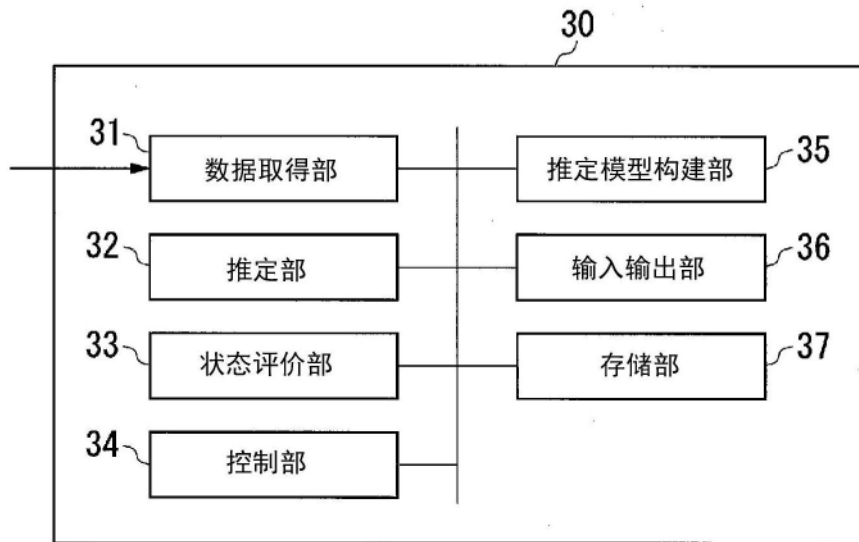 30
31 数据取得部
推定模型构建部 35
32 推定部
输入输出部 36
33 状态评价部
存储部 37
34 控制部